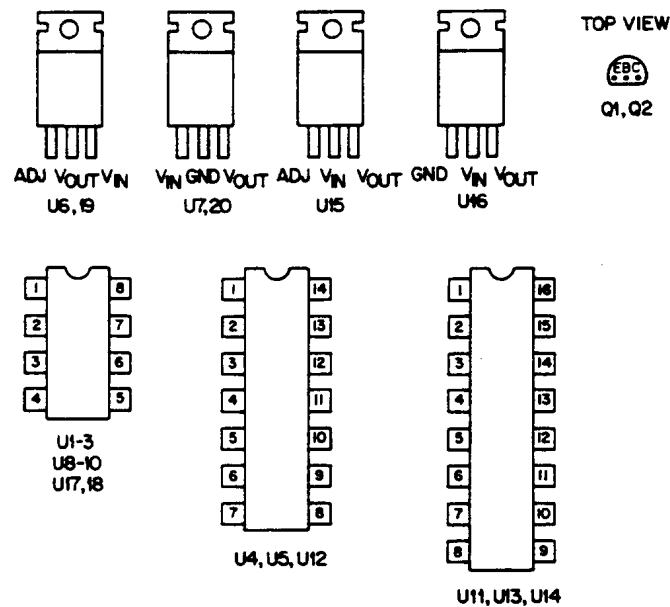 TOP VIEW
EBC
Q1, Q2
ADJ VOUT VIN
U6, 19
VIN GND VOUT
U7, 20
ADJ VIN VOUT
U15
GND VIN VOUT
U16
1 8
2 7
3 6
4 5
U1-3
U8-10
U17, 18
1 14
2 13
3 12
4 11
5 10
6 9
7 8
U4, U5, U12
1 16
2 15
3 14
4 13
5 12
6 11
7 10
8 9
U11, U13, U14